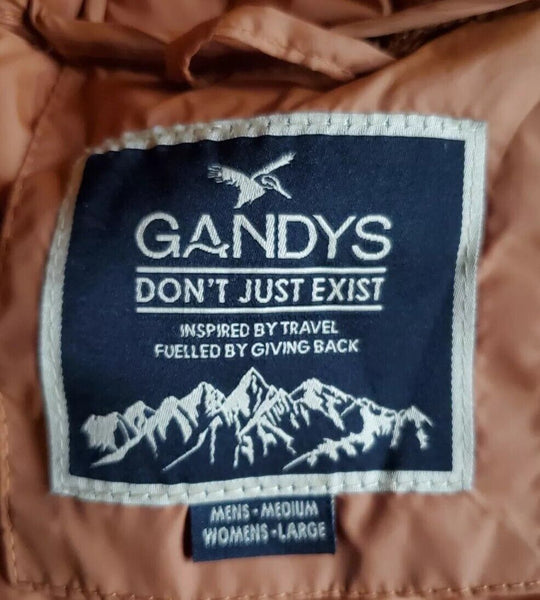 GANDYS
DON'T JUST EXIST
INSPIRED BY TRAVEL
FUELLED BY GIVING BACK
MENS - MEDIUM
WOMENS - LARGE